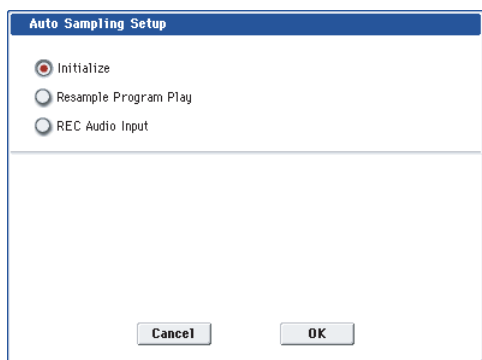 Auto Sampling Setup
Initialize
Resample Program Play
REC Audio Input
Cancel OK